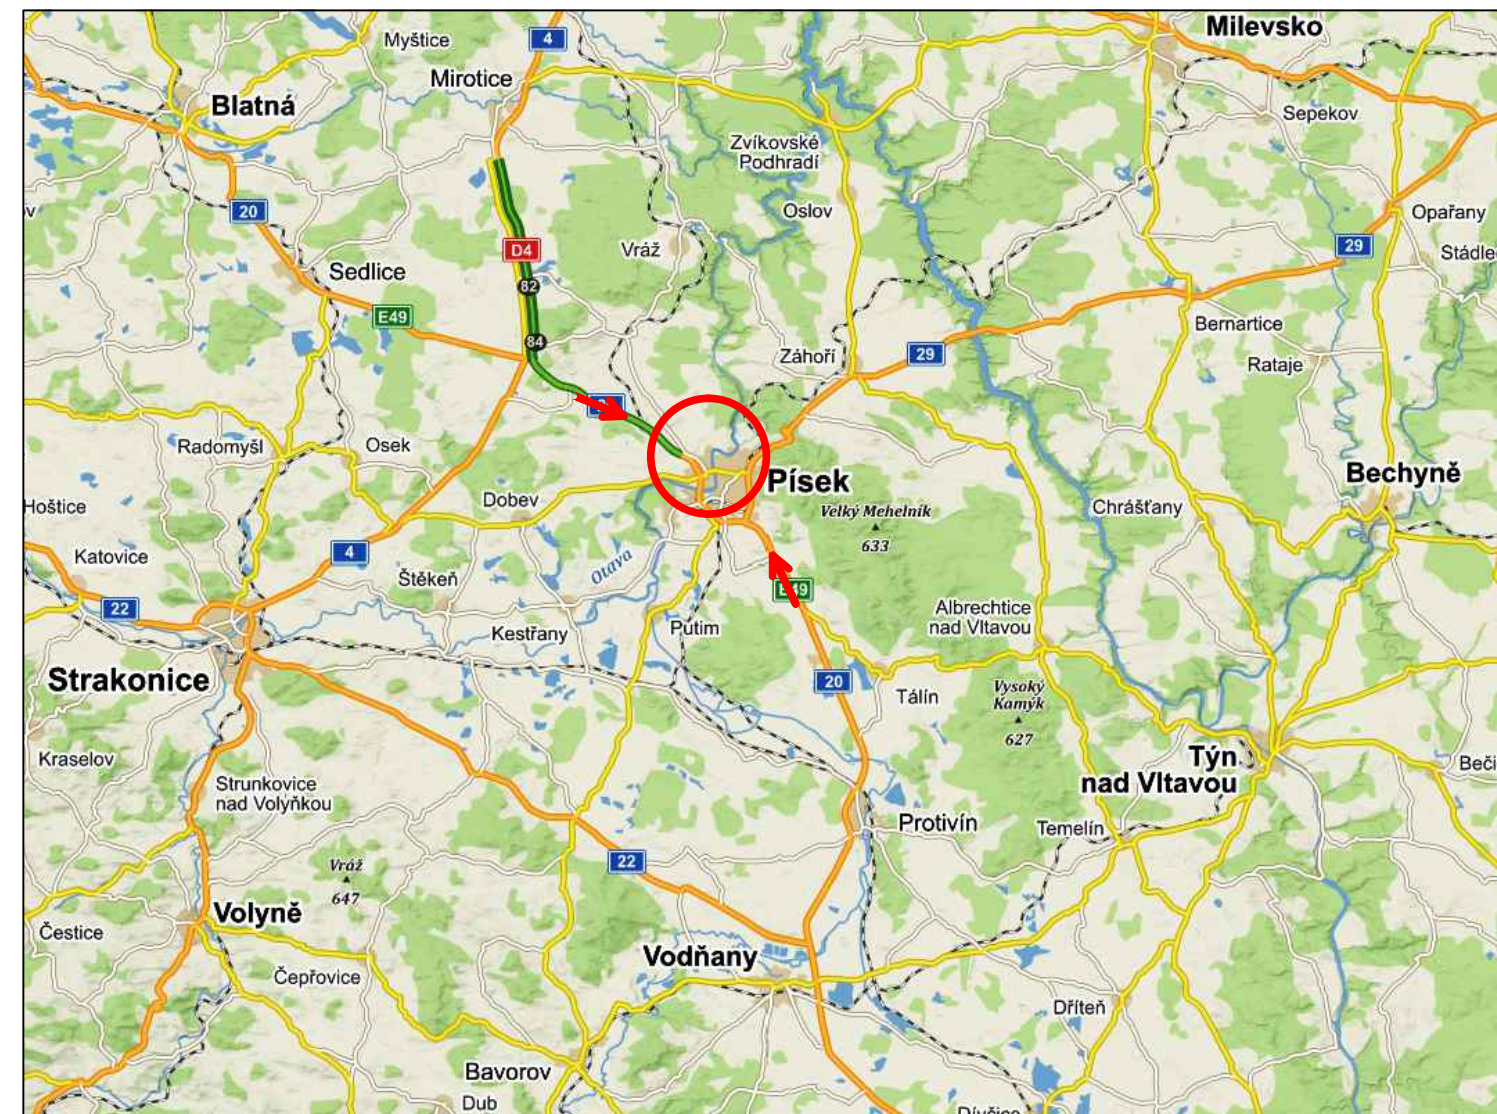 Milevsko
Myštice
4
Mirotice
Blatná
Sepekov
Zvíkovské
Podhradí
20
Oslov
Opařany
D4
Vráž
29
Sedlice
82
E49
Bernartice
84
Záhoří
29
Rataje
Radomyšl
Osek
Písek
Bechyně
Hoštice
Dobev
Velký Mehelník
633
Chrášťany
Katovice
4
Štěkeň
Otava
22
Albrechtice
nad Vltavou
Kestřany
Putim
Strakonice
20
Tálín
Vysoký
Kamýk
627
Kraselov
Týn
nad Vltavou
Strunkovice
nad Volyňkou
Protivín
Temelín
Vráž
647
22
Volyně
Čestice
Vodňany
Čepřovice
Dříteň
Bavorov
Dub